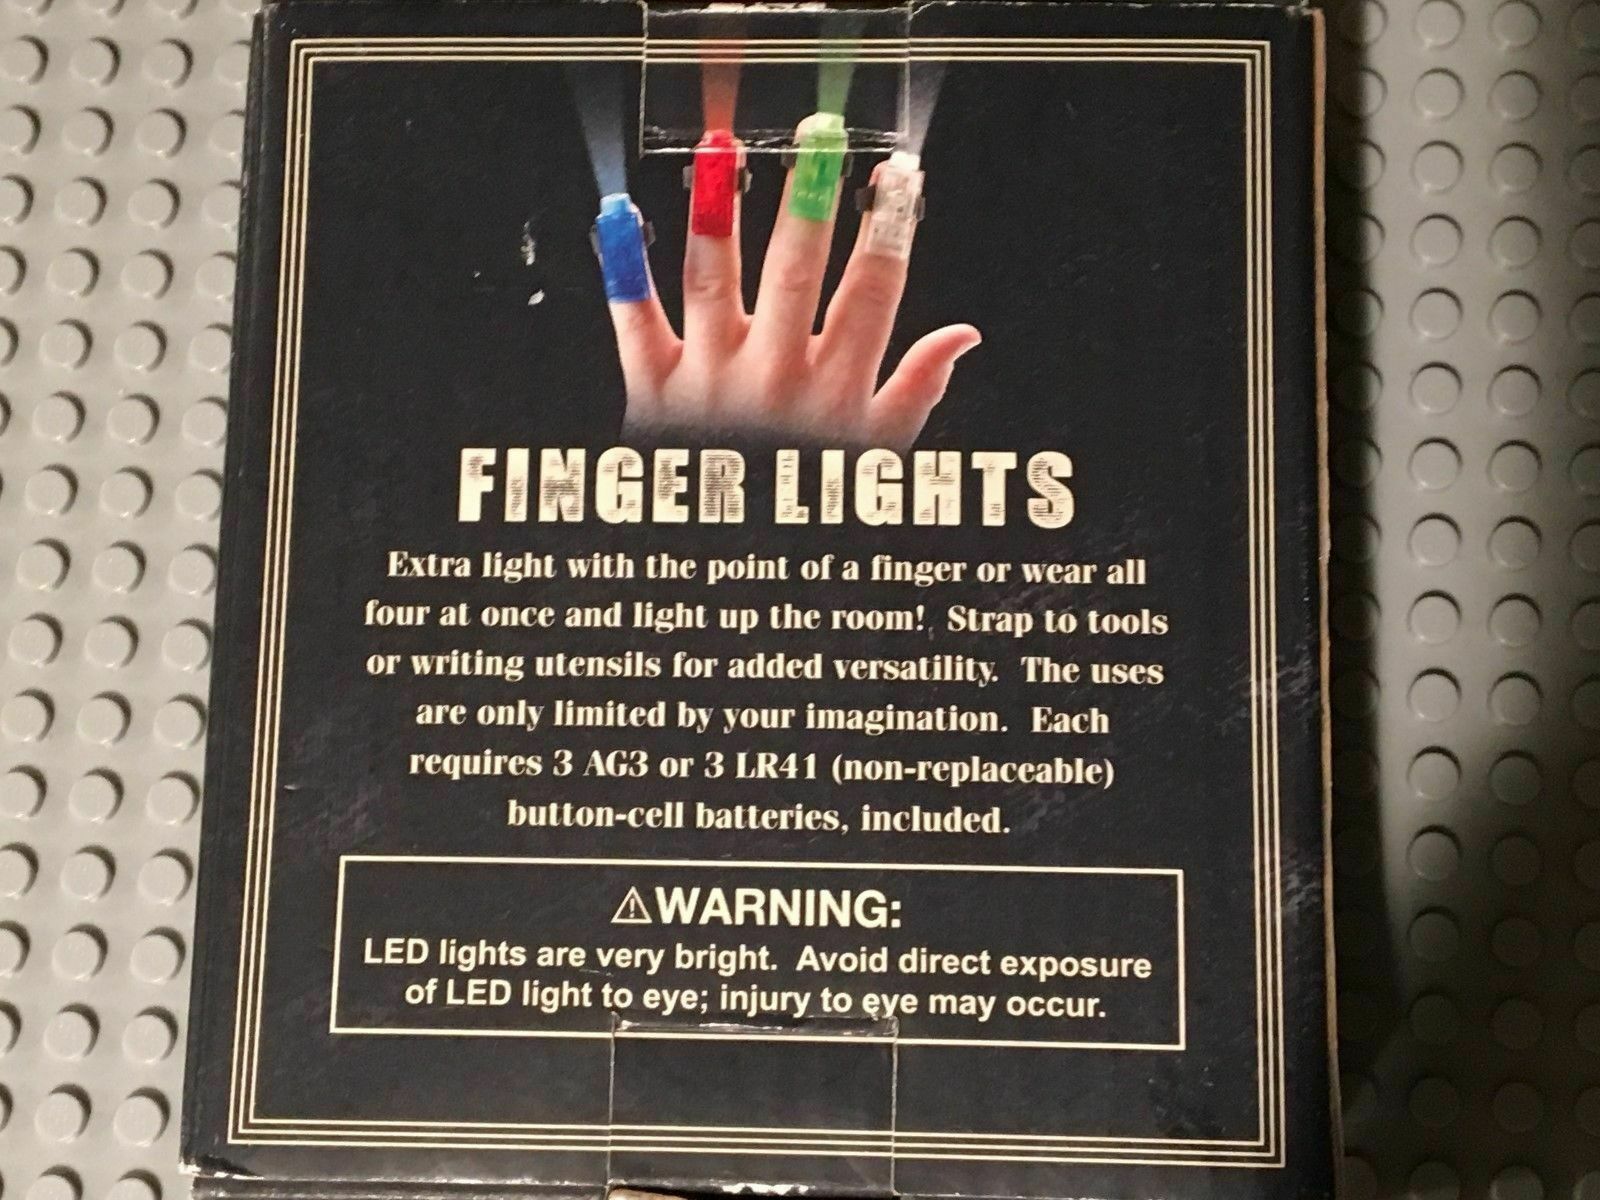 FINGER LIGHTS
Extra light with the point of a finger or wear all
four at once and light up the room! Strap to tools
or writing utensils for added versatility. The uses
are only limited by your imagination. Each
requires 3 AG3 or 3 LR41 (non-replaceable)
button-cell batteries, included.
⚠WARNING:
LED lights are very bright. Avoid direct exposure
of LED light to eye; injury to eye may occur.